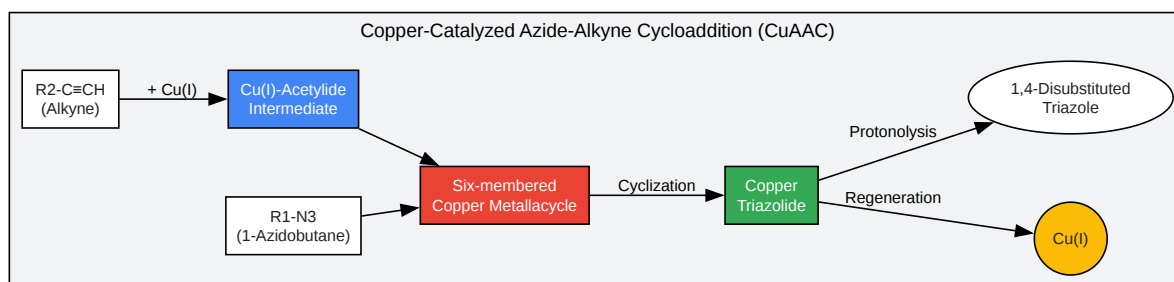 Copper-Catalyzed Azide-Alkyne Cycloaddition (CuAAC)
R2-C≡CH
(Alkyne)
+ Cu(I)
Cu(I)-Acetylide
Intermediate
R1-N3
(1-Azidobutane)
Six-membered
Copper Metallacycle
Cyclization
Copper
Triazolide
Protonolysis
Regeneration
1,4-Disubstituted
Triazole
Cu(I)